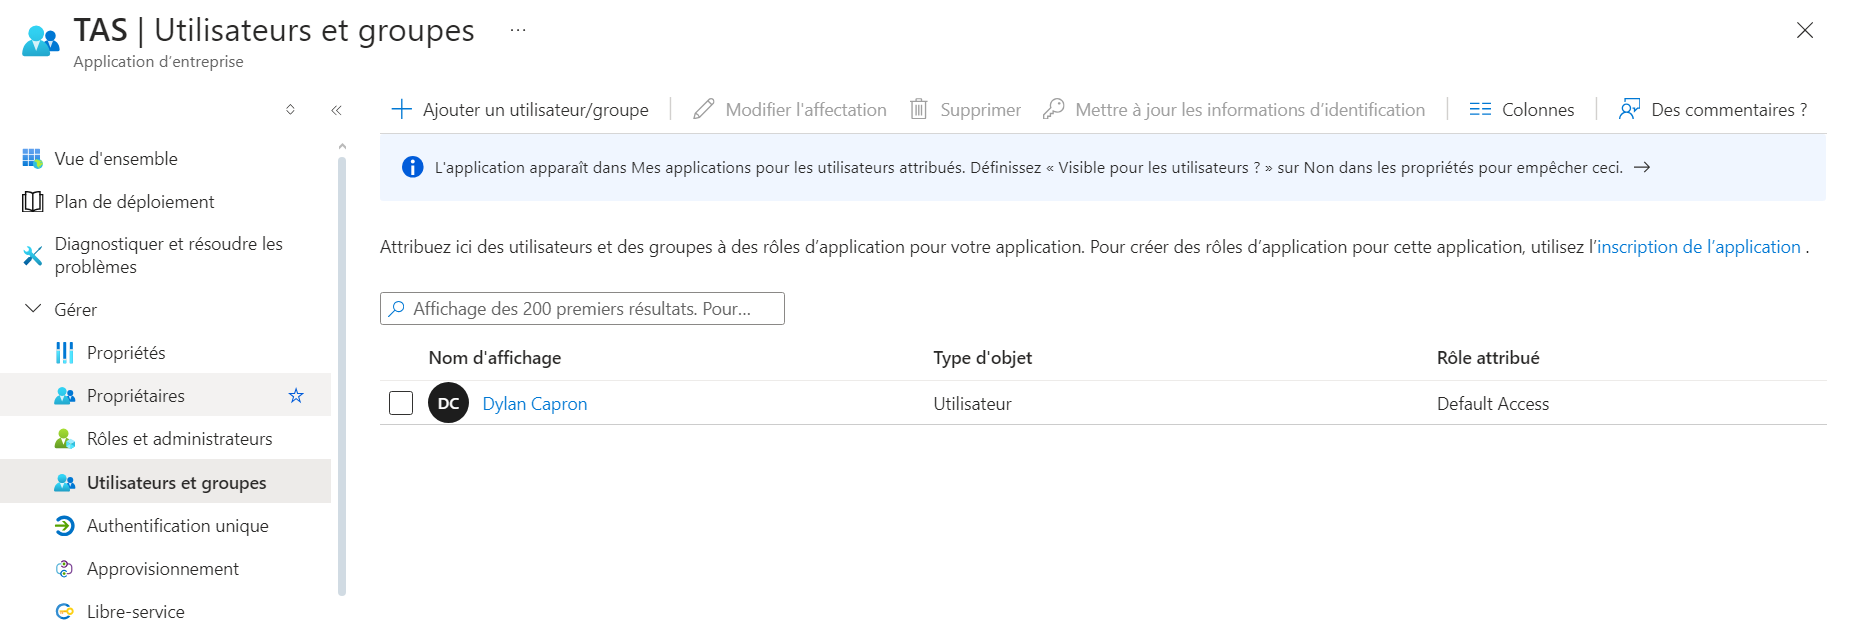 TAS | Utilisateurs et groupes ...
Application d’entreprise
Ajouter un utilisateur/groupe
Modifier l'affectation
Supprimer
Mettre à jour les informations d’identification
Colonnes
Des commentaires ?
Vue d'ensemble
Plan de déploiement
Diagnostiquer et résoudre les
problèmes
Gérer
Propriétés
Propriétaires
Rôles et administrateurs
Utilisateurs et groupes
Authentification unique
Approvisionnement
Libre-service
L'application apparaît dans Mes applications pour les utilisateurs attribués. Définissez « Visible pour les utilisateurs ? » sur Non dans les propriétés pour empêcher ceci. →
Attribuez ici des utilisateurs et des groupes à des rôles d’application pour votre application. Pour créer des rôles d’application pour cette application, utilisez l’inscription de l’application .
Affichage des 200 premiers résultats. Pour...
Nom d'affichage Type d'objet Rôle attribué
DC Dylan Capron Utilisateur Default Access